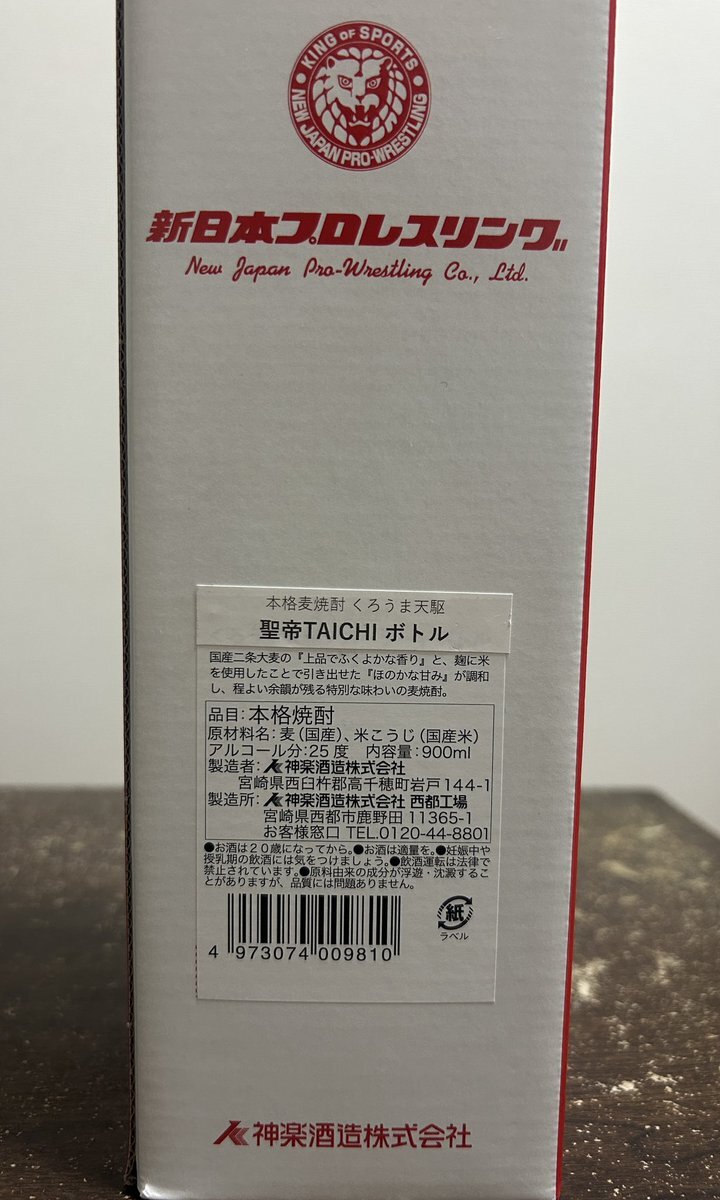 KING OF SPORTS
NEW JAPAN PRO-WRESTLING
新日本プロレスリング
New Japan Pro-Wrestling Co., Ltd.
本格麦焼酎 くろうま天駆
聖帝TAICHI ボトル
国産二条大麦の『上品でふくよかな香り』と、麹に米
を使用したことで引き出せた『ほのかな甘み』が調和
し、程よい余韻が残る特別な味わいの麦焼酎。
品目:本格焼酎
原材料名:麦(国産)、米こうじ(国産米)
アルコール分:25度 内容量:900ml
製造者:神楽酒造株式会社
宮崎県西臼杵郡高千穂町岩戸144-1
製造所:神楽酒造株式会社 西都工場
宮崎県西都市鹿野田 11365-1
お客様窓口 TEL.0120-44-8801
●お酒は20歳になってから。●お酒は適量を。●妊娠中や
授乳期の飲酒には気をつけましょう。●飲酒運転は法律で
禁止されています。●原料由来の成分が浮遊・沈澱するこ
とがありますが、品質には問題ありません。
4 973074 009810
紙
ラベル
神楽酒造株式会社